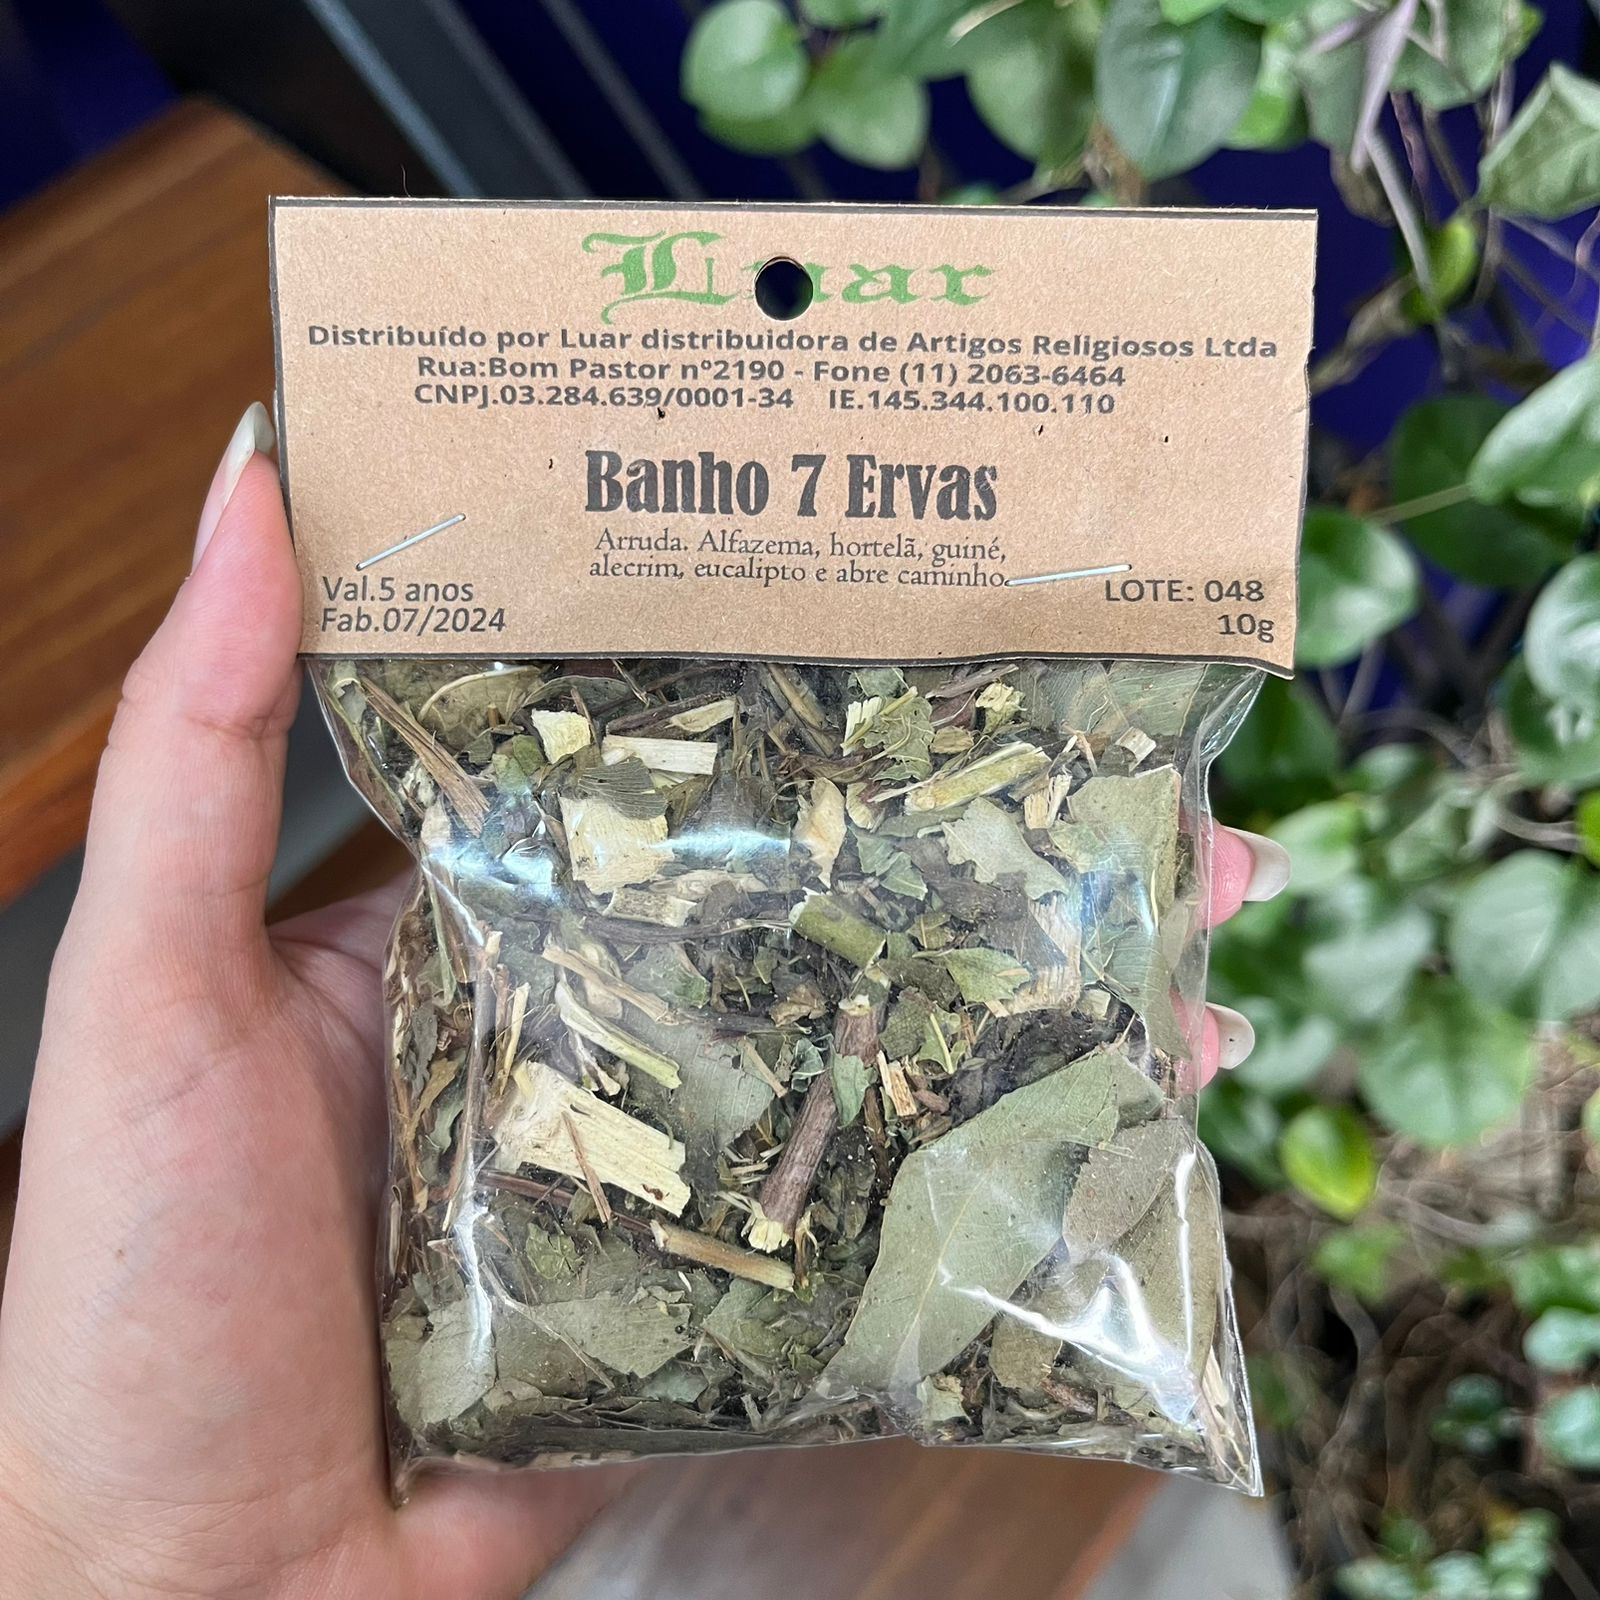 Luar
Distribuído por Luar distribuidora de Artigos Religiosos Ltda
Rua:Bom Pastor nº2190 - Fone (11) 2063-6464
CNPJ.03.284.639/0001-34 IE.145.344.100.110
Banho 7 Ervas
Arruda. Alfazema, hortelã, guiné,
alecrim, eucalipto e abre caminho.
Val.5 anos
Fab.07/2024
LOTE: 048
10g